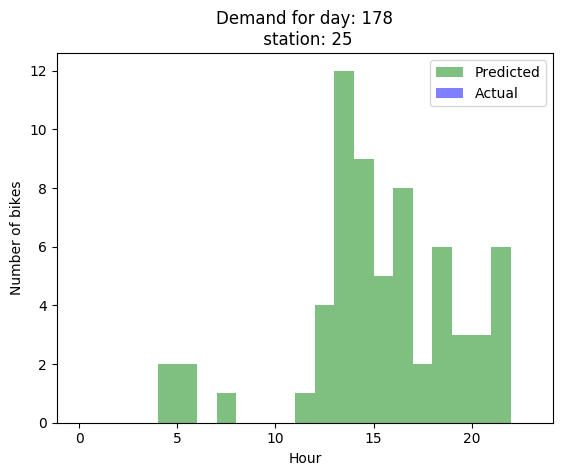 Demand for day: 178
station: 25
Predicted
Actual
Number of bikes
12
10
8
6
4
2
0
0
5
10
15
20
Hour